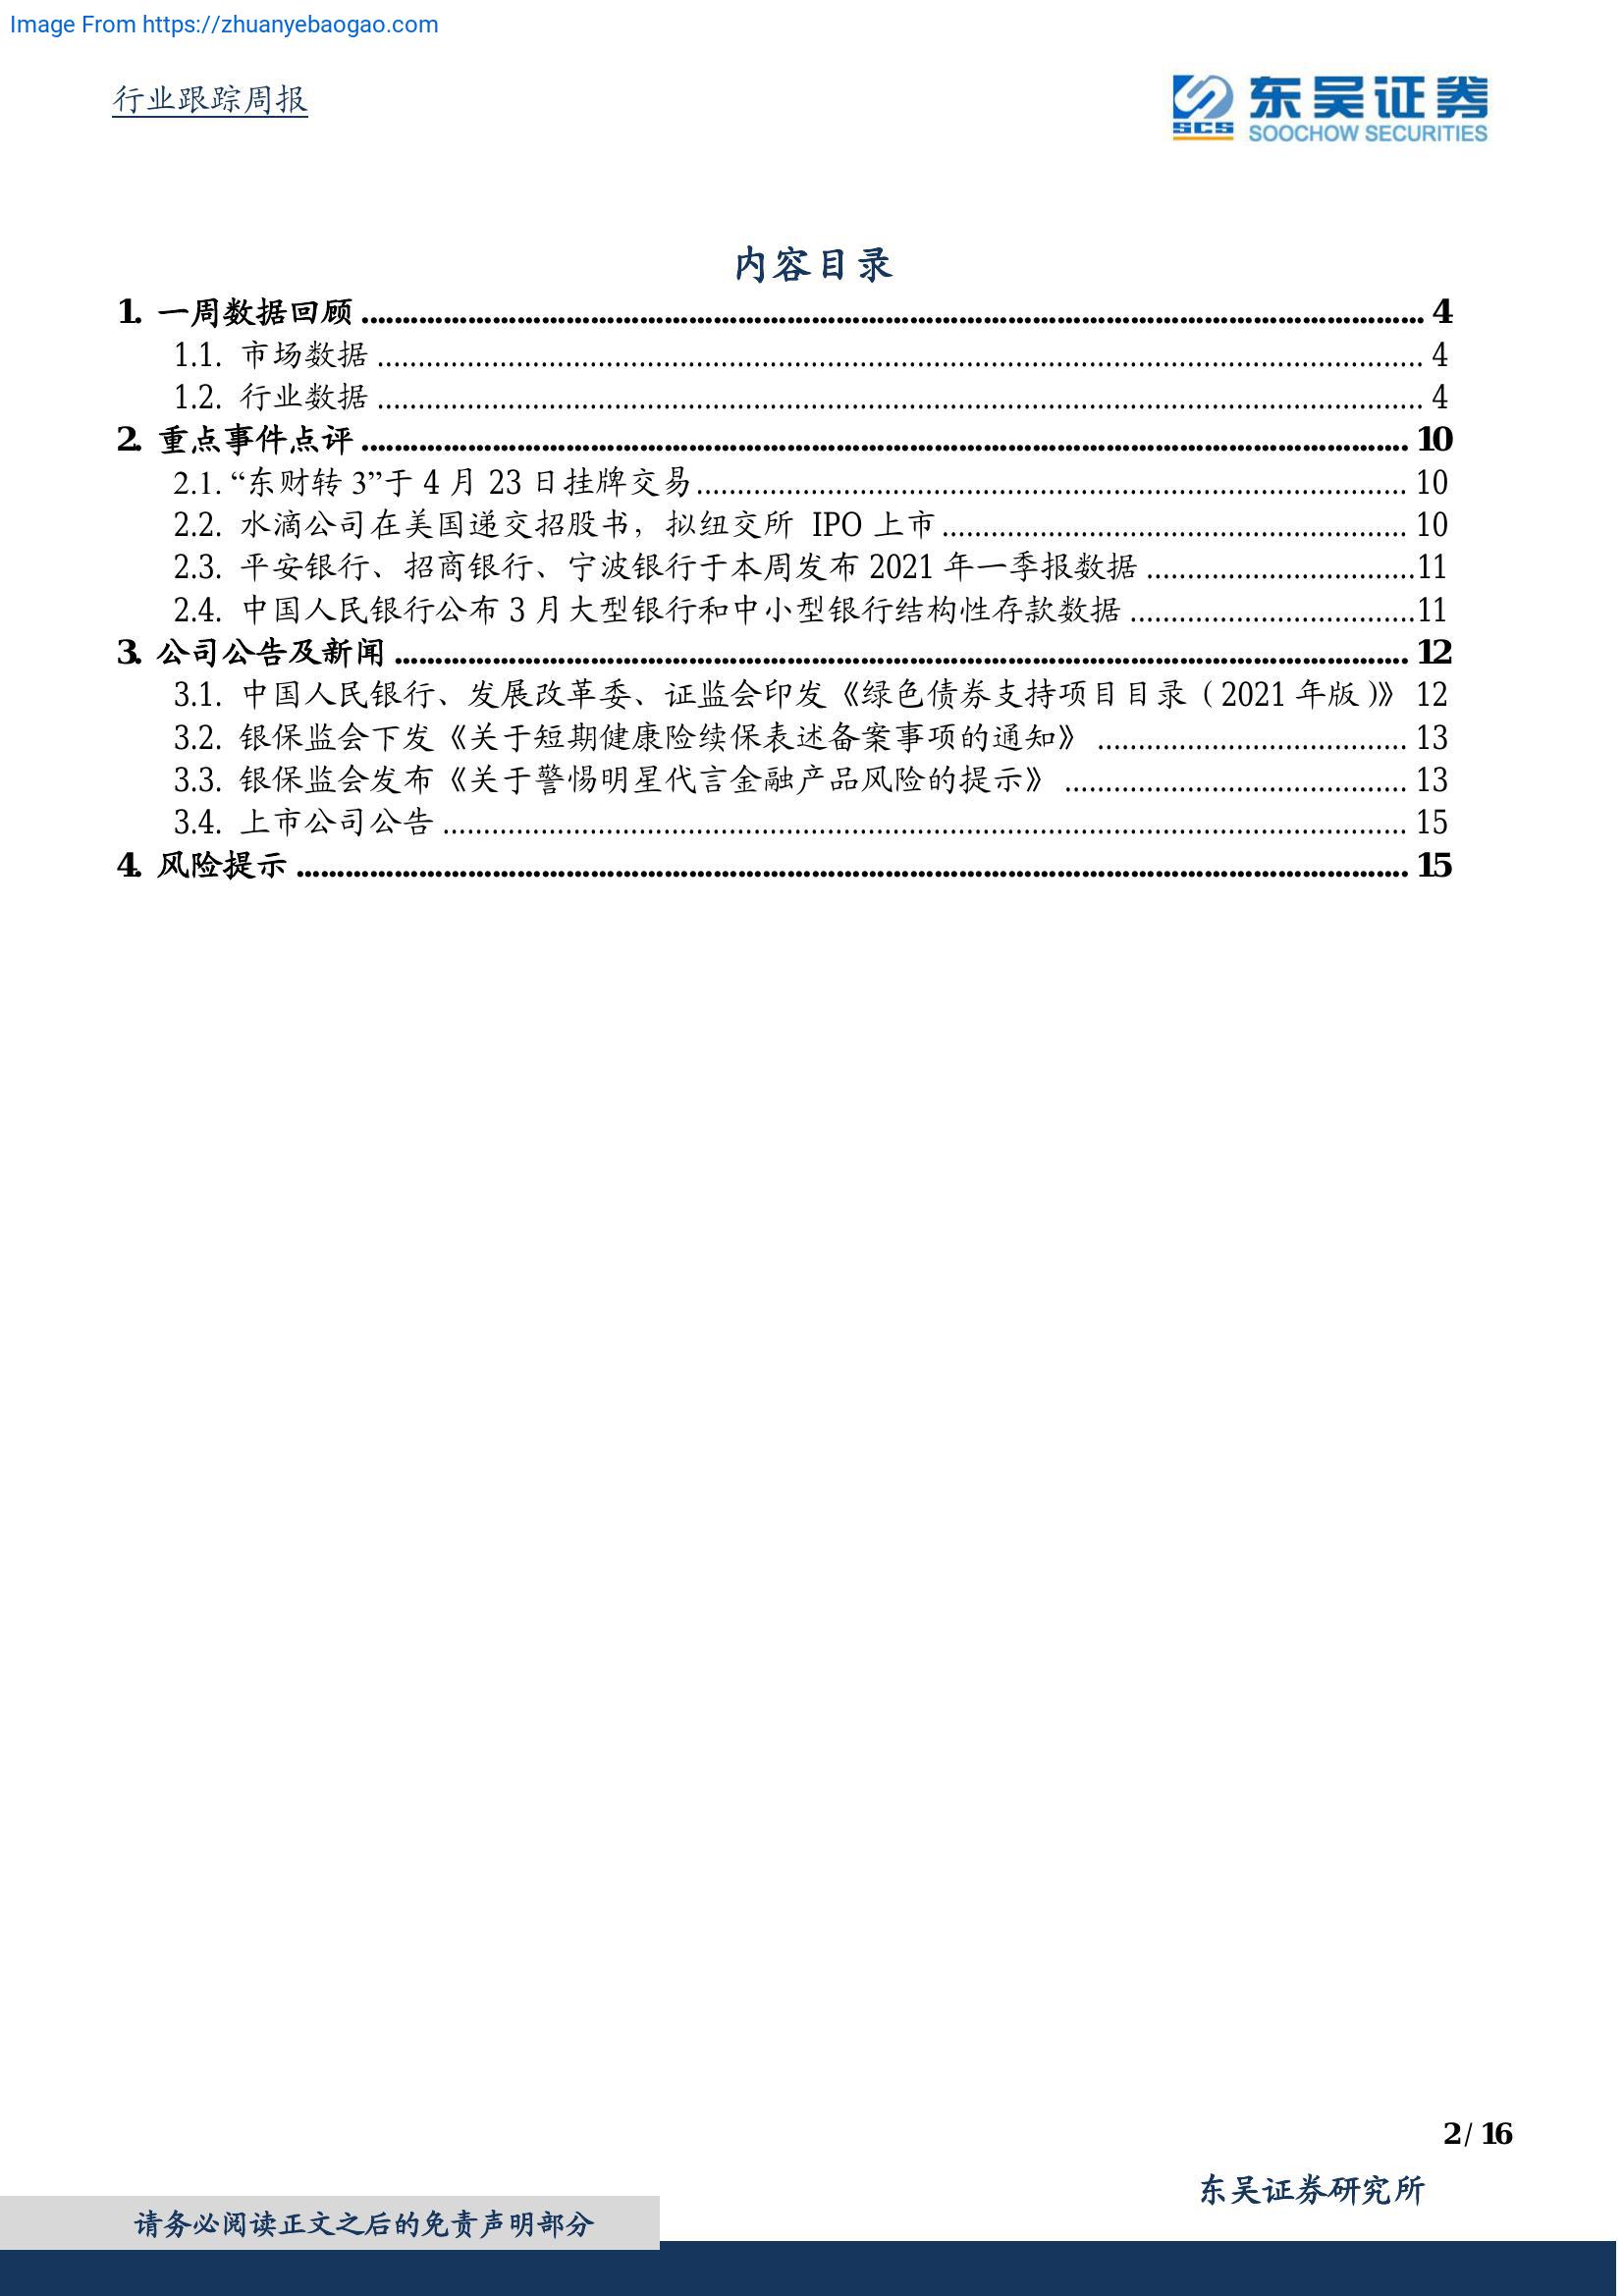 Image From https://zhuanyebaogao.com
行业跟踪周报
SCS 东吴证券
SOOCHOW SECURITIES
内容目录
1. 一周数据回顾 ........ 4
1.1. 市场数据 ........ 4
1.2. 行业数据 ........ 4
2. 重点事件点评 ........ 10
2.1. “东财转 3”于 4 月 23 日挂牌交易 ........ 10
2.2. 水滴公司在美国递交招股书，拟纽交所 IPO 上市 ........ 10
2.3. 平安银行、招商银行、宁波银行于本周发布 2021 年一季报数据 ........ 11
2.4. 中国人民银行公布 3 月大型银行和中小型银行结构性存款数据 ........ 11
3. 公司公告及新闻 ........ 12
3.1. 中国人民银行、发展改革委、证监会印发《绿色债券支持项目目录（2021 年版）》 12
3.2. 银保监会下发《关于短期健康险续保表述备案事项的通知》 ........ 13
3.3. 银保监会发布《关于警惕明星代言金融产品风险的提示》 ........ 13
3.4. 上市公司公告 ........ 15
4. 风险提示 ........ 15
2 / 16
东吴证券研究所
请务必阅读正文之后的免责声明部分